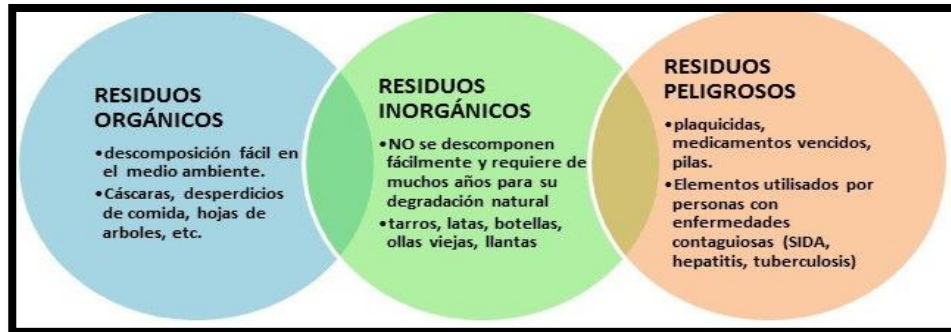 RESIDUOS
ORGÁNICOS
•descomposición fácil en
el medio ambiente.
•Cáscaras, desperdicios
de comida, hojas de
arboles, etc.
RESIDUOS
INORGÁNICOS
•NO se descomponen
fácilmente y requiere de
muchos años para su
degradación natural
•tarros, latas, botellas,
ollas viejas, llantas
RESIDUOS
PELIGROSOS
•plaquicidas,
medicamentos vencidos,
pilas.
•Elementos utilisados por
personas con
enfermedades
contaguiosas (SIDA,
hepatitis, tuberculosis)